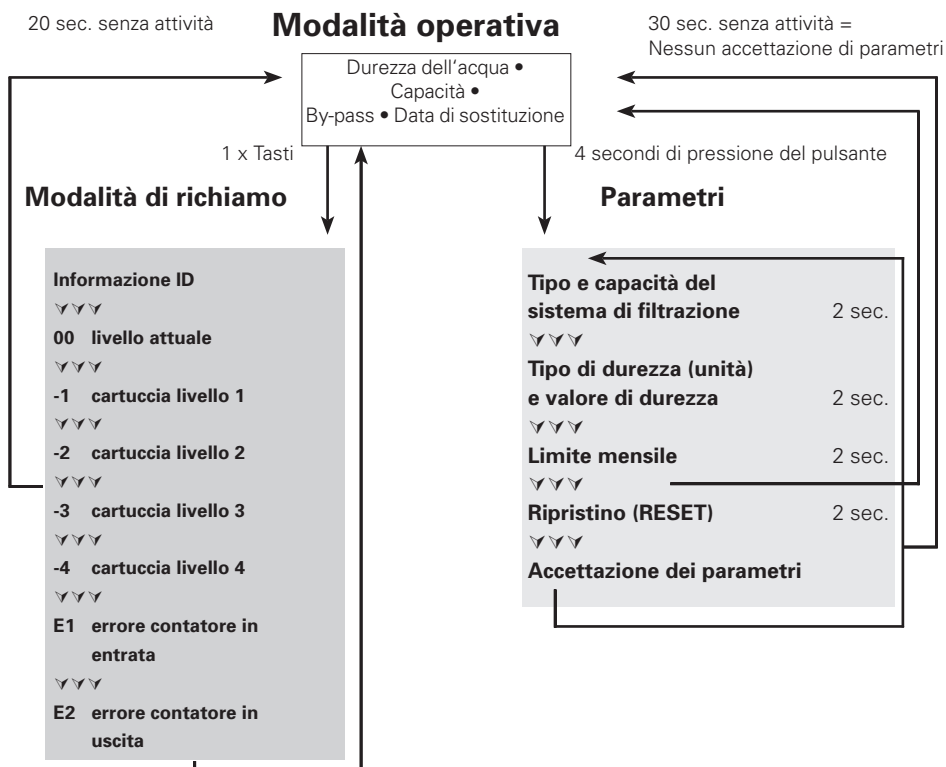 20 sec. senza attività
Modalità operativa
30 sec. senza attività =
Nessun accettazione di parametri
Durezza dell'acqua •
Capacità •
By-pass • Data di sostituzione
1 x Tasti
4 secondi di pressione del pulsante
Modalità di richiamo
Parametri
Informazione ID
00 livello attuale
-1 cartuccia livello 1
-2 cartuccia livello 2
-3 cartuccia livello 3
-4 cartuccia livello 4
E1 errore contatore in
entrata
E2 errore contatore in
uscita
Tipo e capacità del
sistema di filtrazione 2 sec.
Tipo di durezza (unità)
e valore di durezza 2 sec.
Limite mensile 2 sec.
Ripristino (RESET) 2 sec.
Accettazione dei parametri